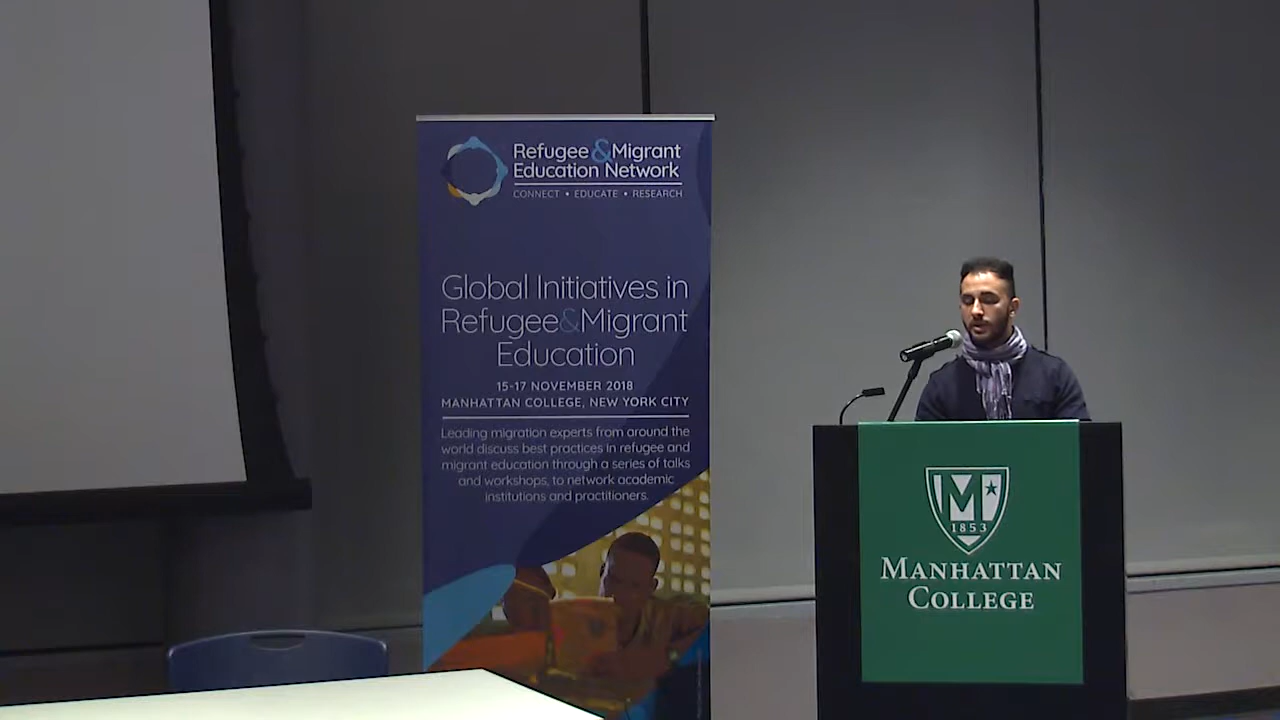 Refugee & Migrant
Education Network
CONNECT • EDUCATE • RESEARCH
Global Initiatives in
Refugee&Migrant
Education
15-17 NOVEMBER 2018
MANHATTAN COLLEGE, NEW YORK CITY
Leading migration experts from around the
world discuss best practices in refugee and
migrant education through a series of talks
and workshops, to network academic
institutions and practitioners.
M
1853
MANHATTAN
COLLEGE